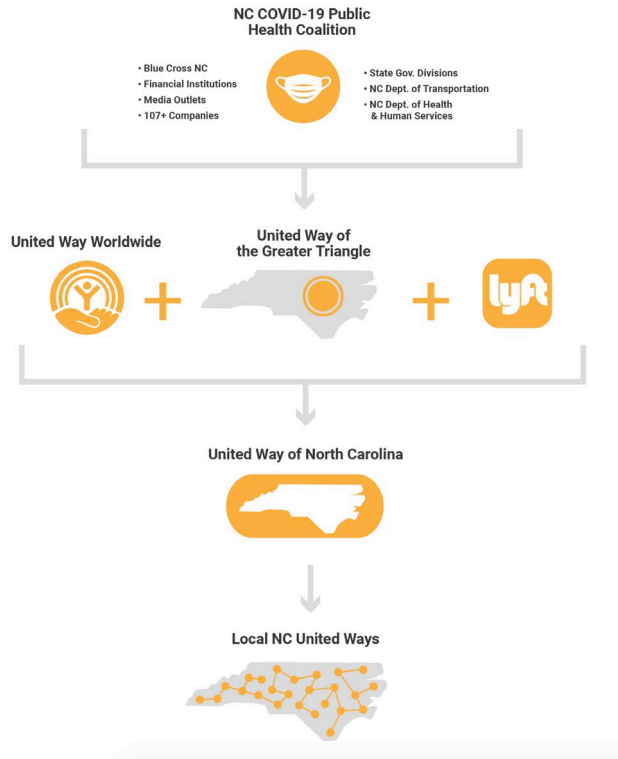 NC COVID-19 Public
Health Coalition
• Blue Cross NC
• Financial Institutions
• Media Outlets
• 107+ Companies
• State Gov. Divisions
• NC Dept. of Transportation
• NC Dept. of Health
& Human Services
United Way Worldwide
United Way of
the Greater Triangle
lyft
United Way of North Carolina
Local NC United Ways